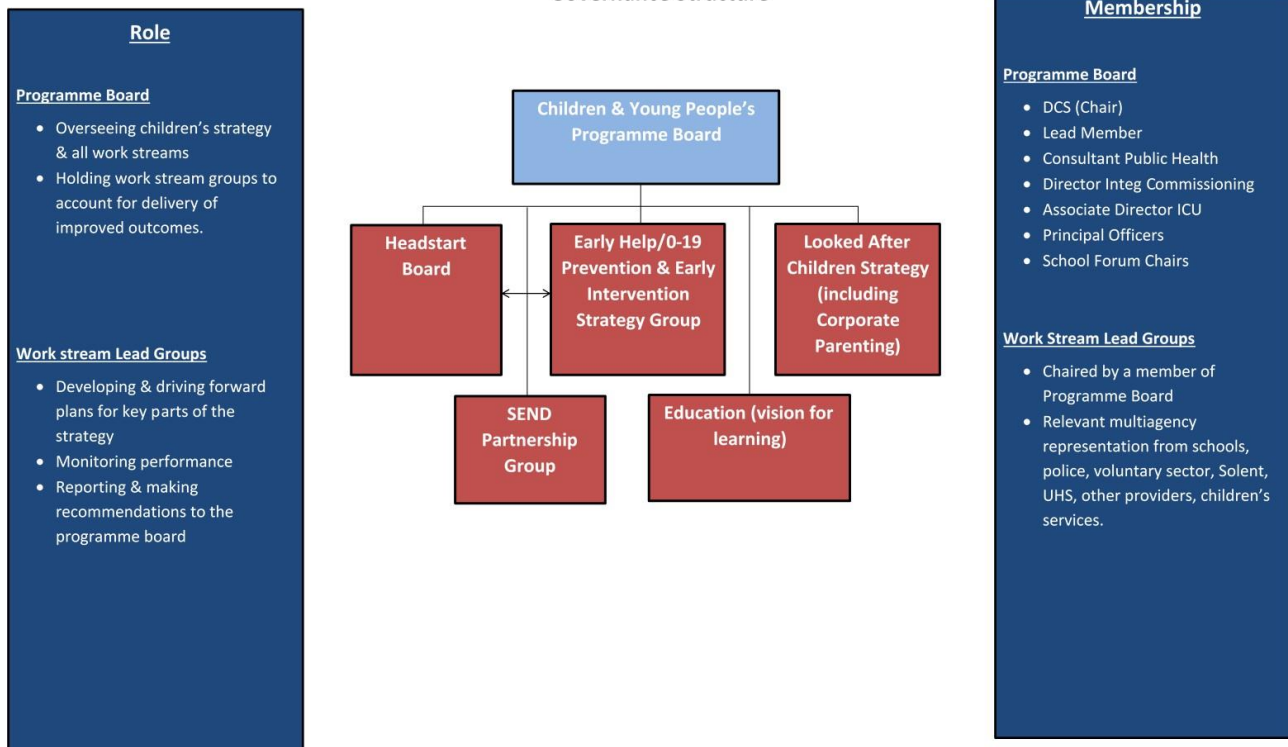 Governance Structure
Role
Programme Board
• Overseeing children's strategy
& all work streams
• Holding work stream groups to
account for delivery of
improved outcomes.
Work stream Lead Groups
• Developing & driving forward
plans for key parts of the
strategy
• Monitoring performance
• Reporting & making
recommendations to the
programme board
Children & Young People's
Programme Board
Headstart
Board
Early Help/0-19
Prevention & Early
Intervention
Strategy Group
Looked After
Children Strategy
(including
Corporate
Parenting)
SEND
Partnership
Group
Education (vision for
learning)
Membership
Programme Board
• DCS (Chair)
• Lead Member
• Consultant Public Health
• Director Integ Commissioning
• Associate Director ICU
• Principal Officers
• School Forum Chairs
Work Stream Lead Groups
• Chaired by a member of
Programme Board
• Relevant multiagency
representation from schools,
police, voluntary sector, Solent,
UHS, other providers, children's
services.